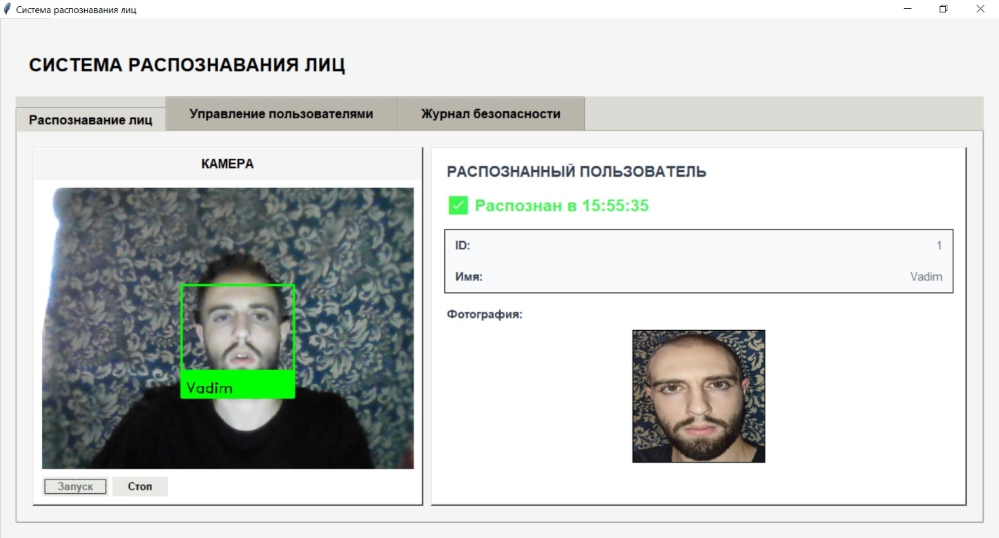 Система распознавания лиц
СИСТЕМА РАСПОЗНАВАНИЯ ЛИЦ
Распознавание лиц
Управление пользователями
Журнал безопасности
КАМЕРА
Vadim
Запуск
Стоп
РАСПОЗНАННЫЙ ПОЛЬЗОВАТЕЛЬ
Распознан в 15:55:35
ID: 1
Имя: Vadim
Фотография: